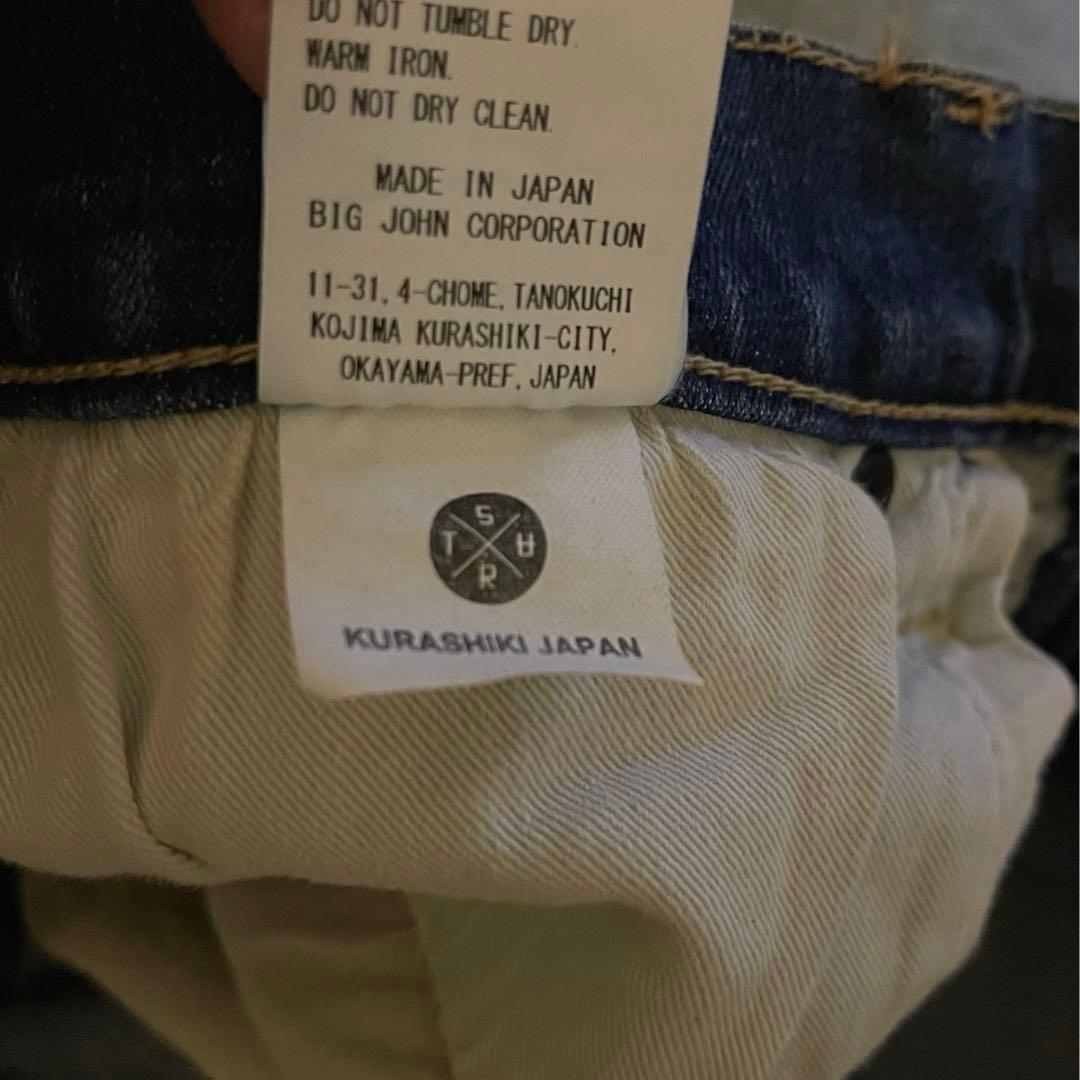 DO NOT TUMBLE DRY.
WARM IRON.
DO NOT DRY CLEAN.
MADE IN JAPAN
BIG JOHN CORPORATION
11-31, 4-CHOME, TANOKUCHI
KOJIMA KURASHIKI-CITY,
OKAYAMA-PREF, JAPAN
S
T A
R
KURASHIKI JAPAN